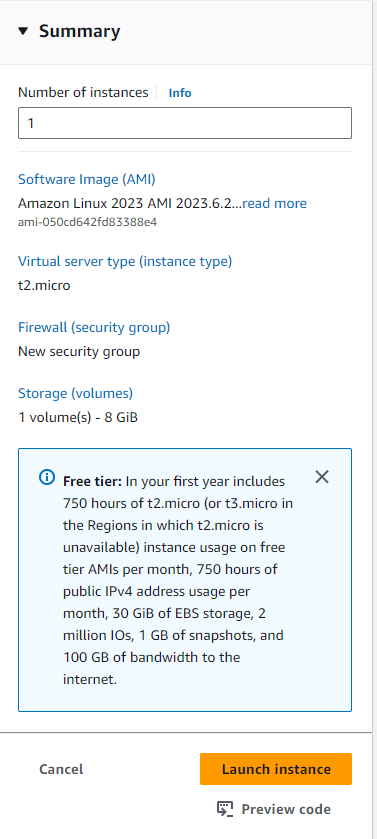 Summary
Number of instances Info
1
Software Image (AMI)
Amazon Linux 2023 AMI 2023.6.2...read more
ami-050cd642fd83388e4
Virtual server type (instance type)
t2.micro
Firewall (security group)
New security group
Storage (volumes)
1 volume(s) - 8 GiB
Free tier: In your first year includes
750 hours of t2.micro (or t3.micro in
the Regions in which t2.micro is
unavailable) instance usage on free
tier AMIs per month, 750 hours of
public IPv4 address usage per
month, 30 GiB of EBS storage, 2
million IOs, 1 GB of snapshots, and
100 GB of bandwidth to the
internet.
Cancel
Launch instance
Preview code